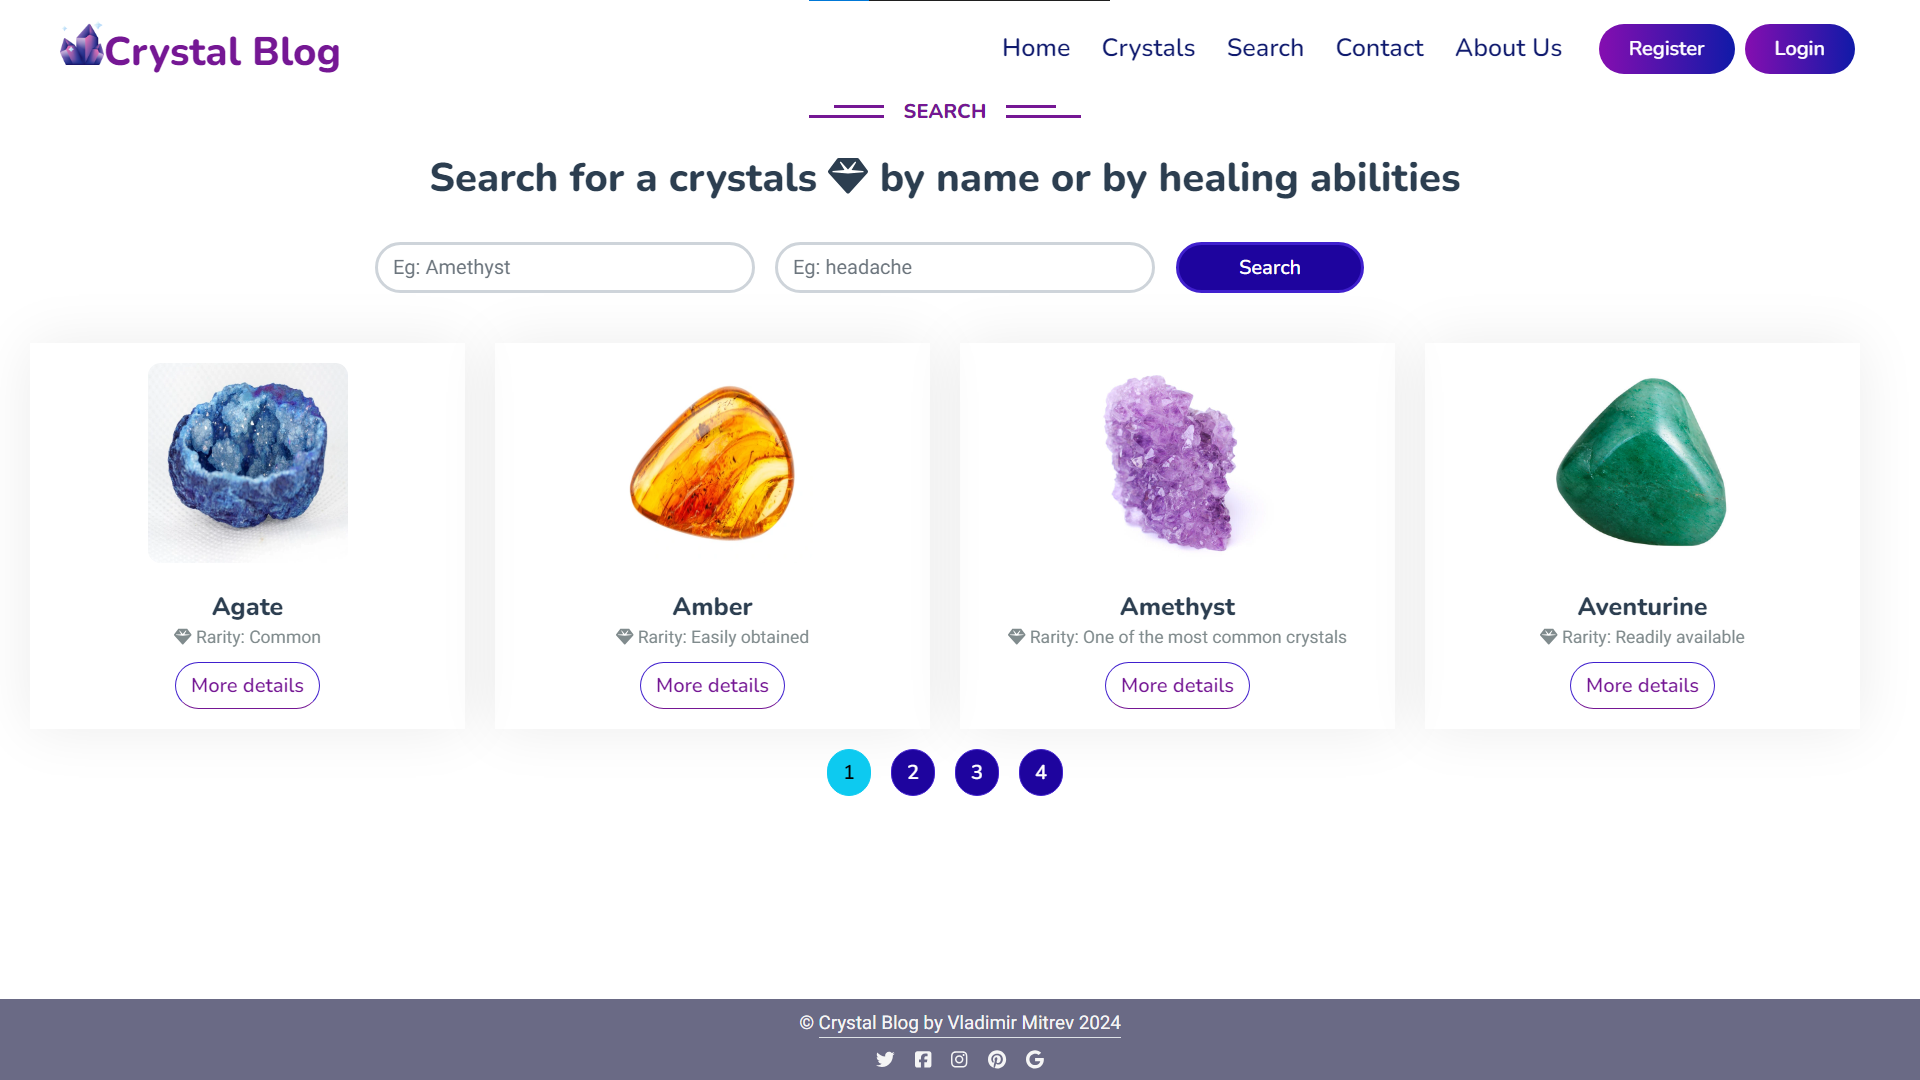 Crystal Blog
Home Crystals Search Contact About Us Register Login
SEARCH
Search for a crystals by name or by healing abilities
Eg: Amethyst Eg: headache Search
Agate Amber Amethyst Aventurine
Rarity: Common Rarity: Easily obtained Rarity: One of the most common crystals Rarity: Readily available
More details More details More details More details
1 2 3 4
© Crystal Blog by Vladimir Mitrev 2024